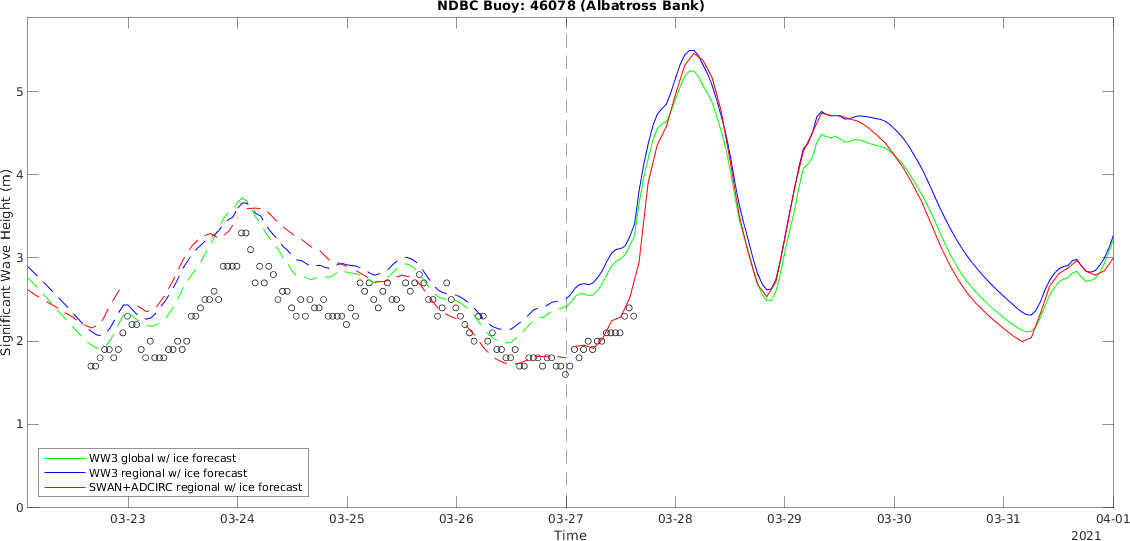 NDBC Buoy: 46078 (Albatross Bank)
Significant Wave Height (m)
5
4
3
2
1
0
WW3 global w/ ice forecast
WW3 regional w/ ice forecast
SWAN+ADCIRC regional w/ ice forecast
03-23 03-24 03-25 03-26 03-27 03-28 03-29 03-30 03-31 04-01
Time
2021